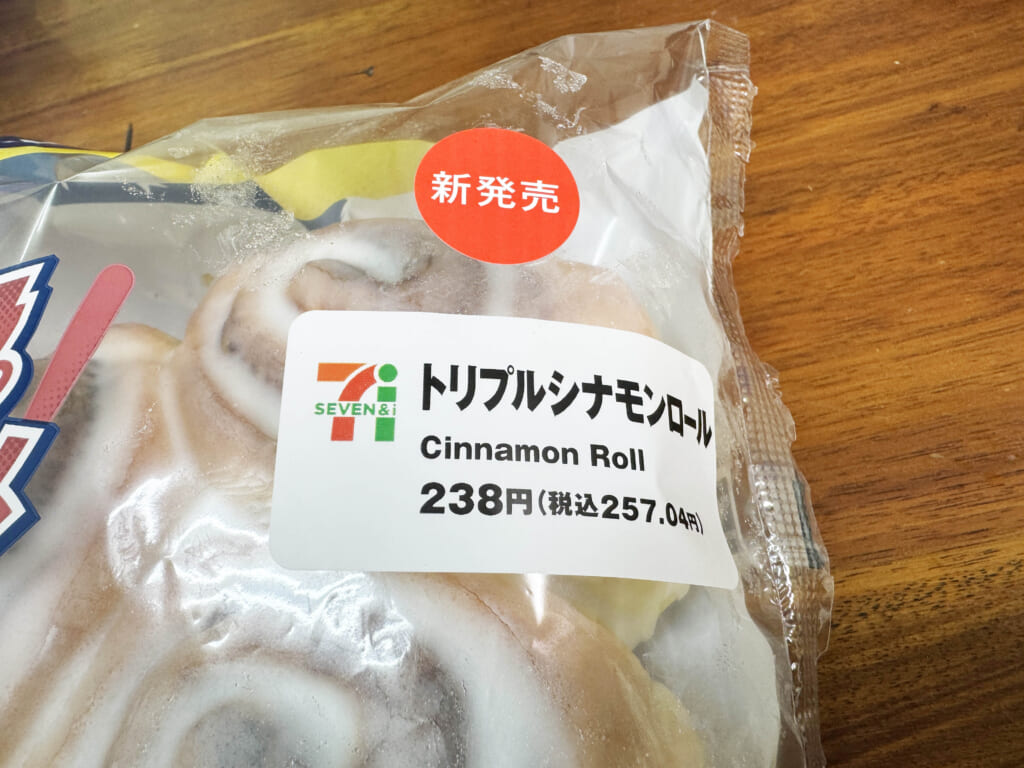 新発売
SEVEN&i
トリプルシナモンロール
Cinnamon Roll
238円(税込257.04円)